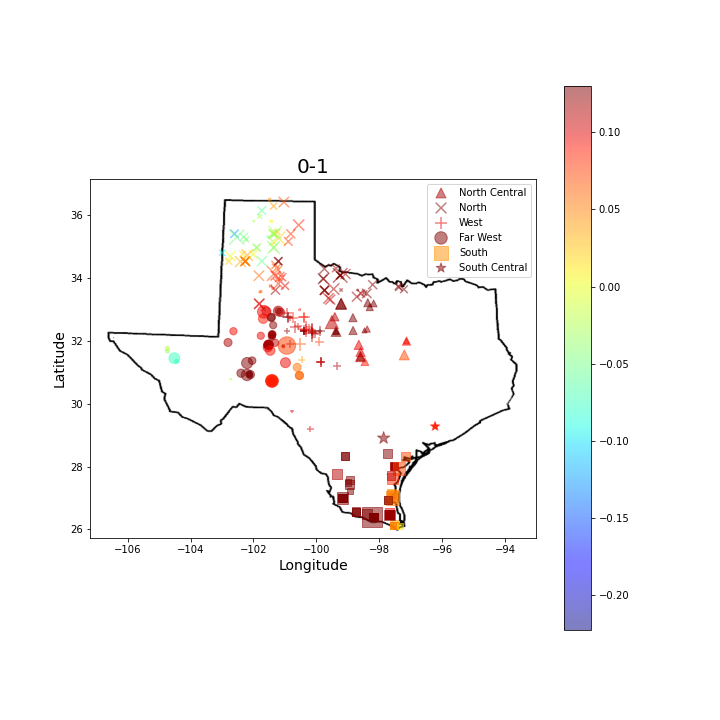 0-1
North Central
North
West
Far West
South
South Central
Latitude
36
34
32
30
28
26
−106
−104
−102
−100
−98
−96
−94
Longitude
0.10
0.05
0.00
−0.05
−0.10
−0.15
−0.20